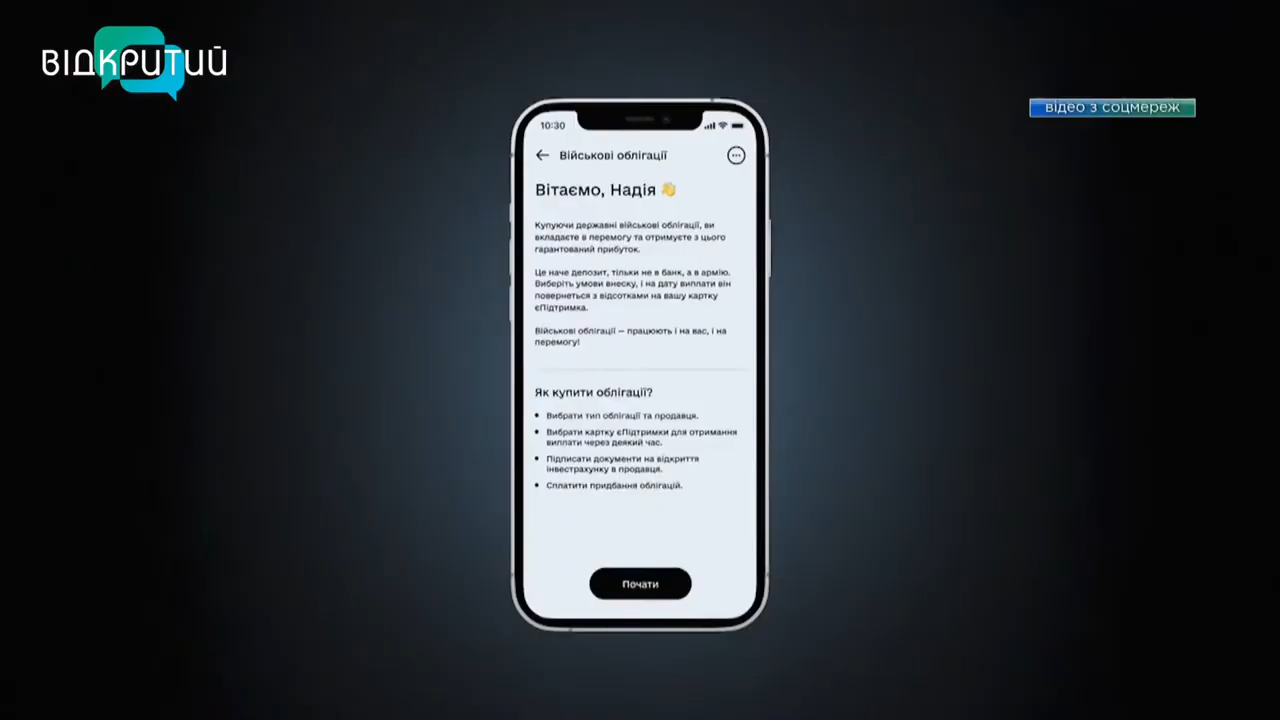 ВІДКРИТИЙ
відео з соцмереж
10:30
Військові облігації
Вітаємо, Надія 👋
Купуючи державні військові облігації, ви
вкладаєте в перемогу та отримуєте з цього
гарантований прибуток.
Це наче депозит, тільки не в банк, а в армію.
Виберіть умови внеску, і на дату виплати він
повернеться з відсотками на вашу картку
єПідтримка.
Військові облігації — працюють і на вас, і на
перемогу!
Як купити облігації?
• Вибрати тип облігації та продавця.
• Вибрати картку єПідтримки для отримання
виплати через деякий час.
• Підписати документи на відкриття
інвестрахунку в продавця.
• Сплатити придбання облігацій.
Почати